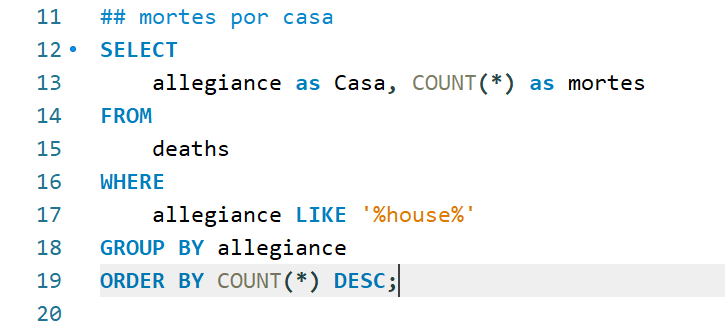 11 ## mortes por casa
12 SELECT
13 allegiance as Casa, COUNT(*) as mortes
14 FROM
15 deaths
16 WHERE
17 allegiance LIKE '%house%'
18 GROUP BY allegiance
19 ORDER BY COUNT(*) DESC;
20